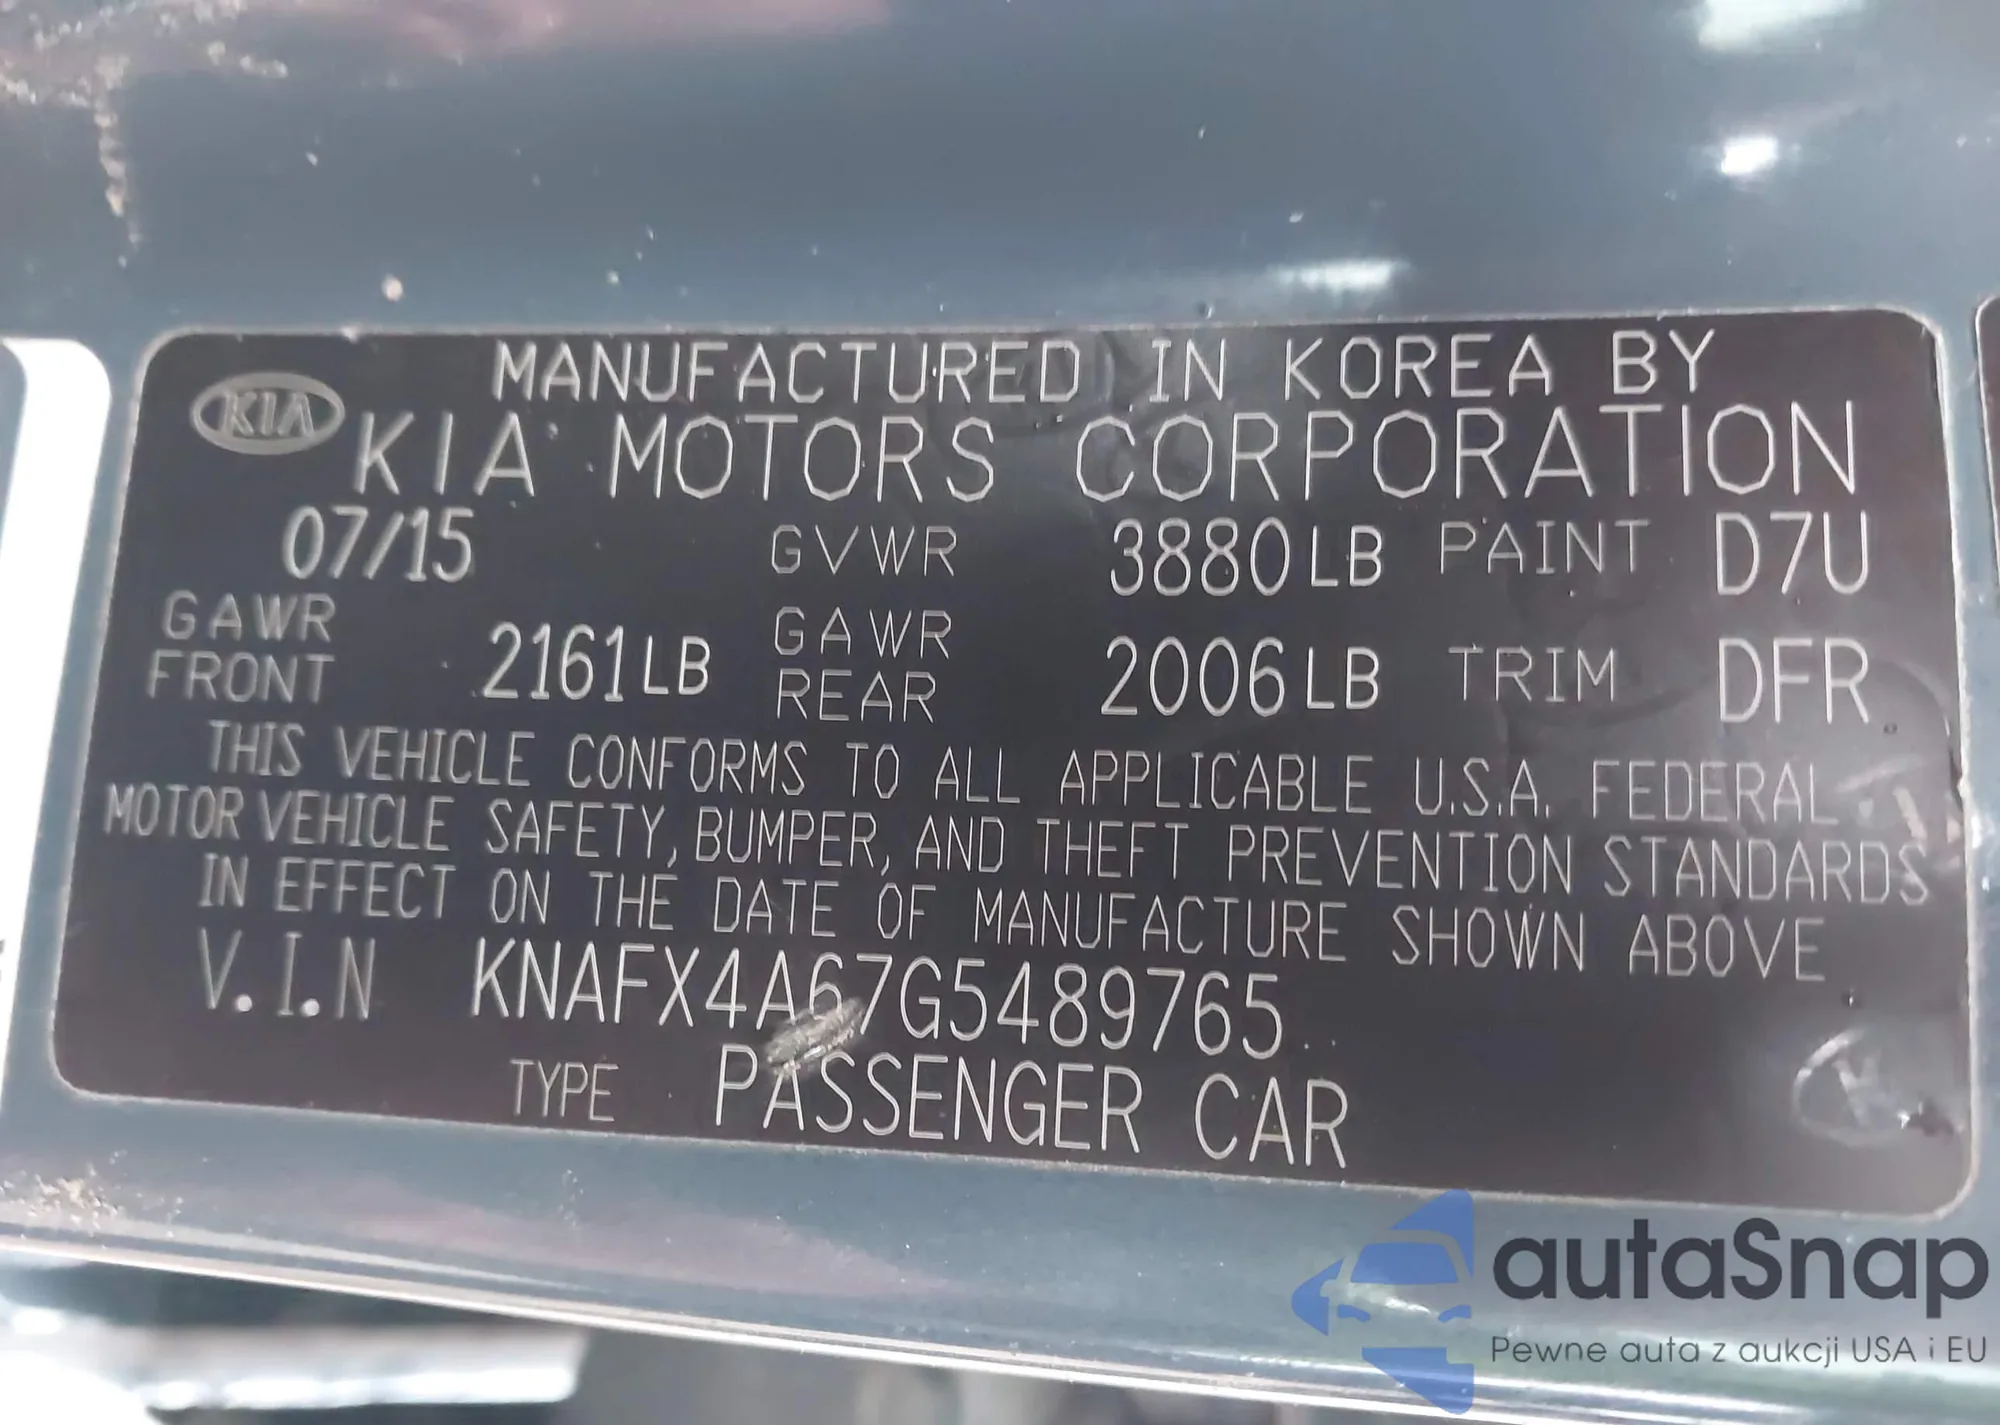 MANUFACTURED IN KOREA BY
KIA KIA MOTORS CORPORATION
07/15 GVWR 3880LB PAINT D7U
GAWR FRONT 2161LB GAWR REAR 2006LB TRIM DFR
THIS VEHICLE CONFORMS TO ALL APPLICABLE U.S.A. FEDERAL
MOTOR VEHICLE SAFETY, BUMPER, AND THEFT PREVENTION STANDARDS
IN EFFECT ON THE DATE OF MANUFACTURE SHOWN ABOVE
V.I.N KNAFX4A67G5489765
TYPE PASSENGER CAR
autaSnap
Pewne auta z aukcji USA i EU